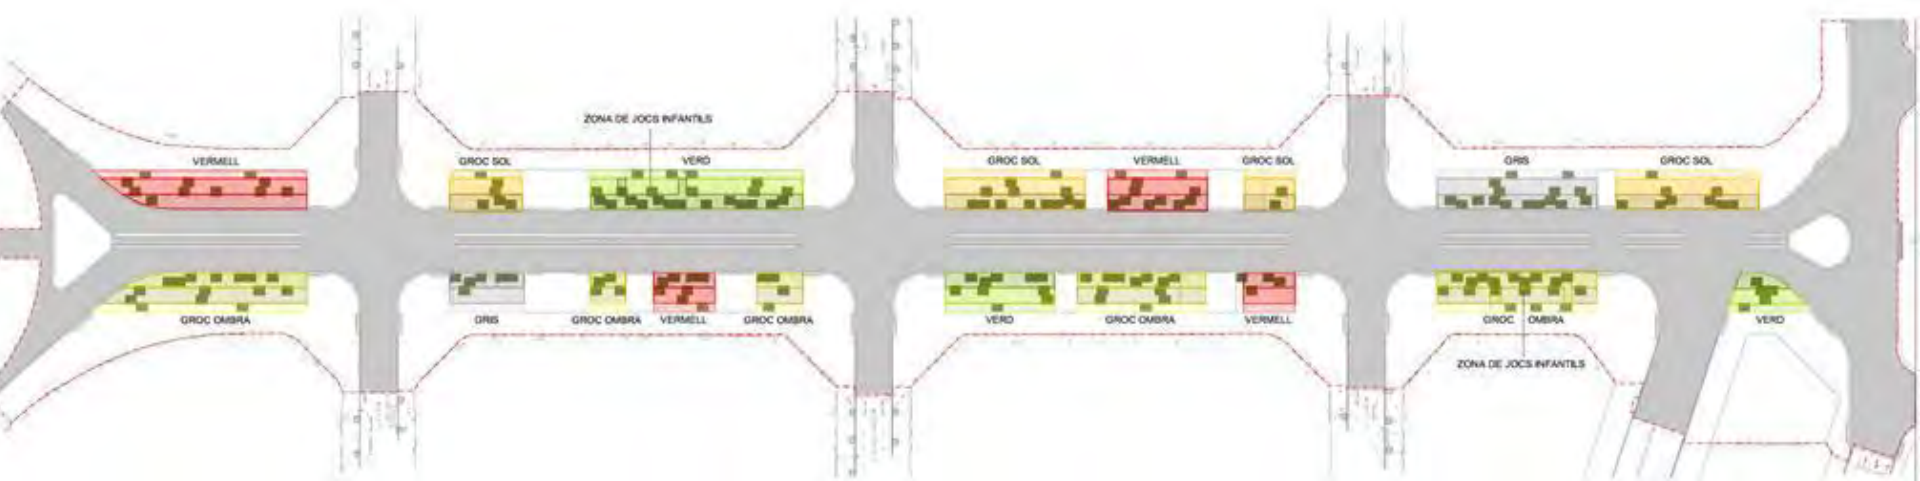 ZONA DE JOCS INFANTILS
VERMELL
GROC SOL
VERD
GROC SOL
VERMELL
GROC SOL
GRIS
GROC SOL
GROC OMBRA
GRIS
GROC OMBRA
VERMELL
GROC OMBRA
VERD
GROC OMBRA
VERMELL
GROC OMBRA
VERD
ZONA DE JOCS INFANTILS